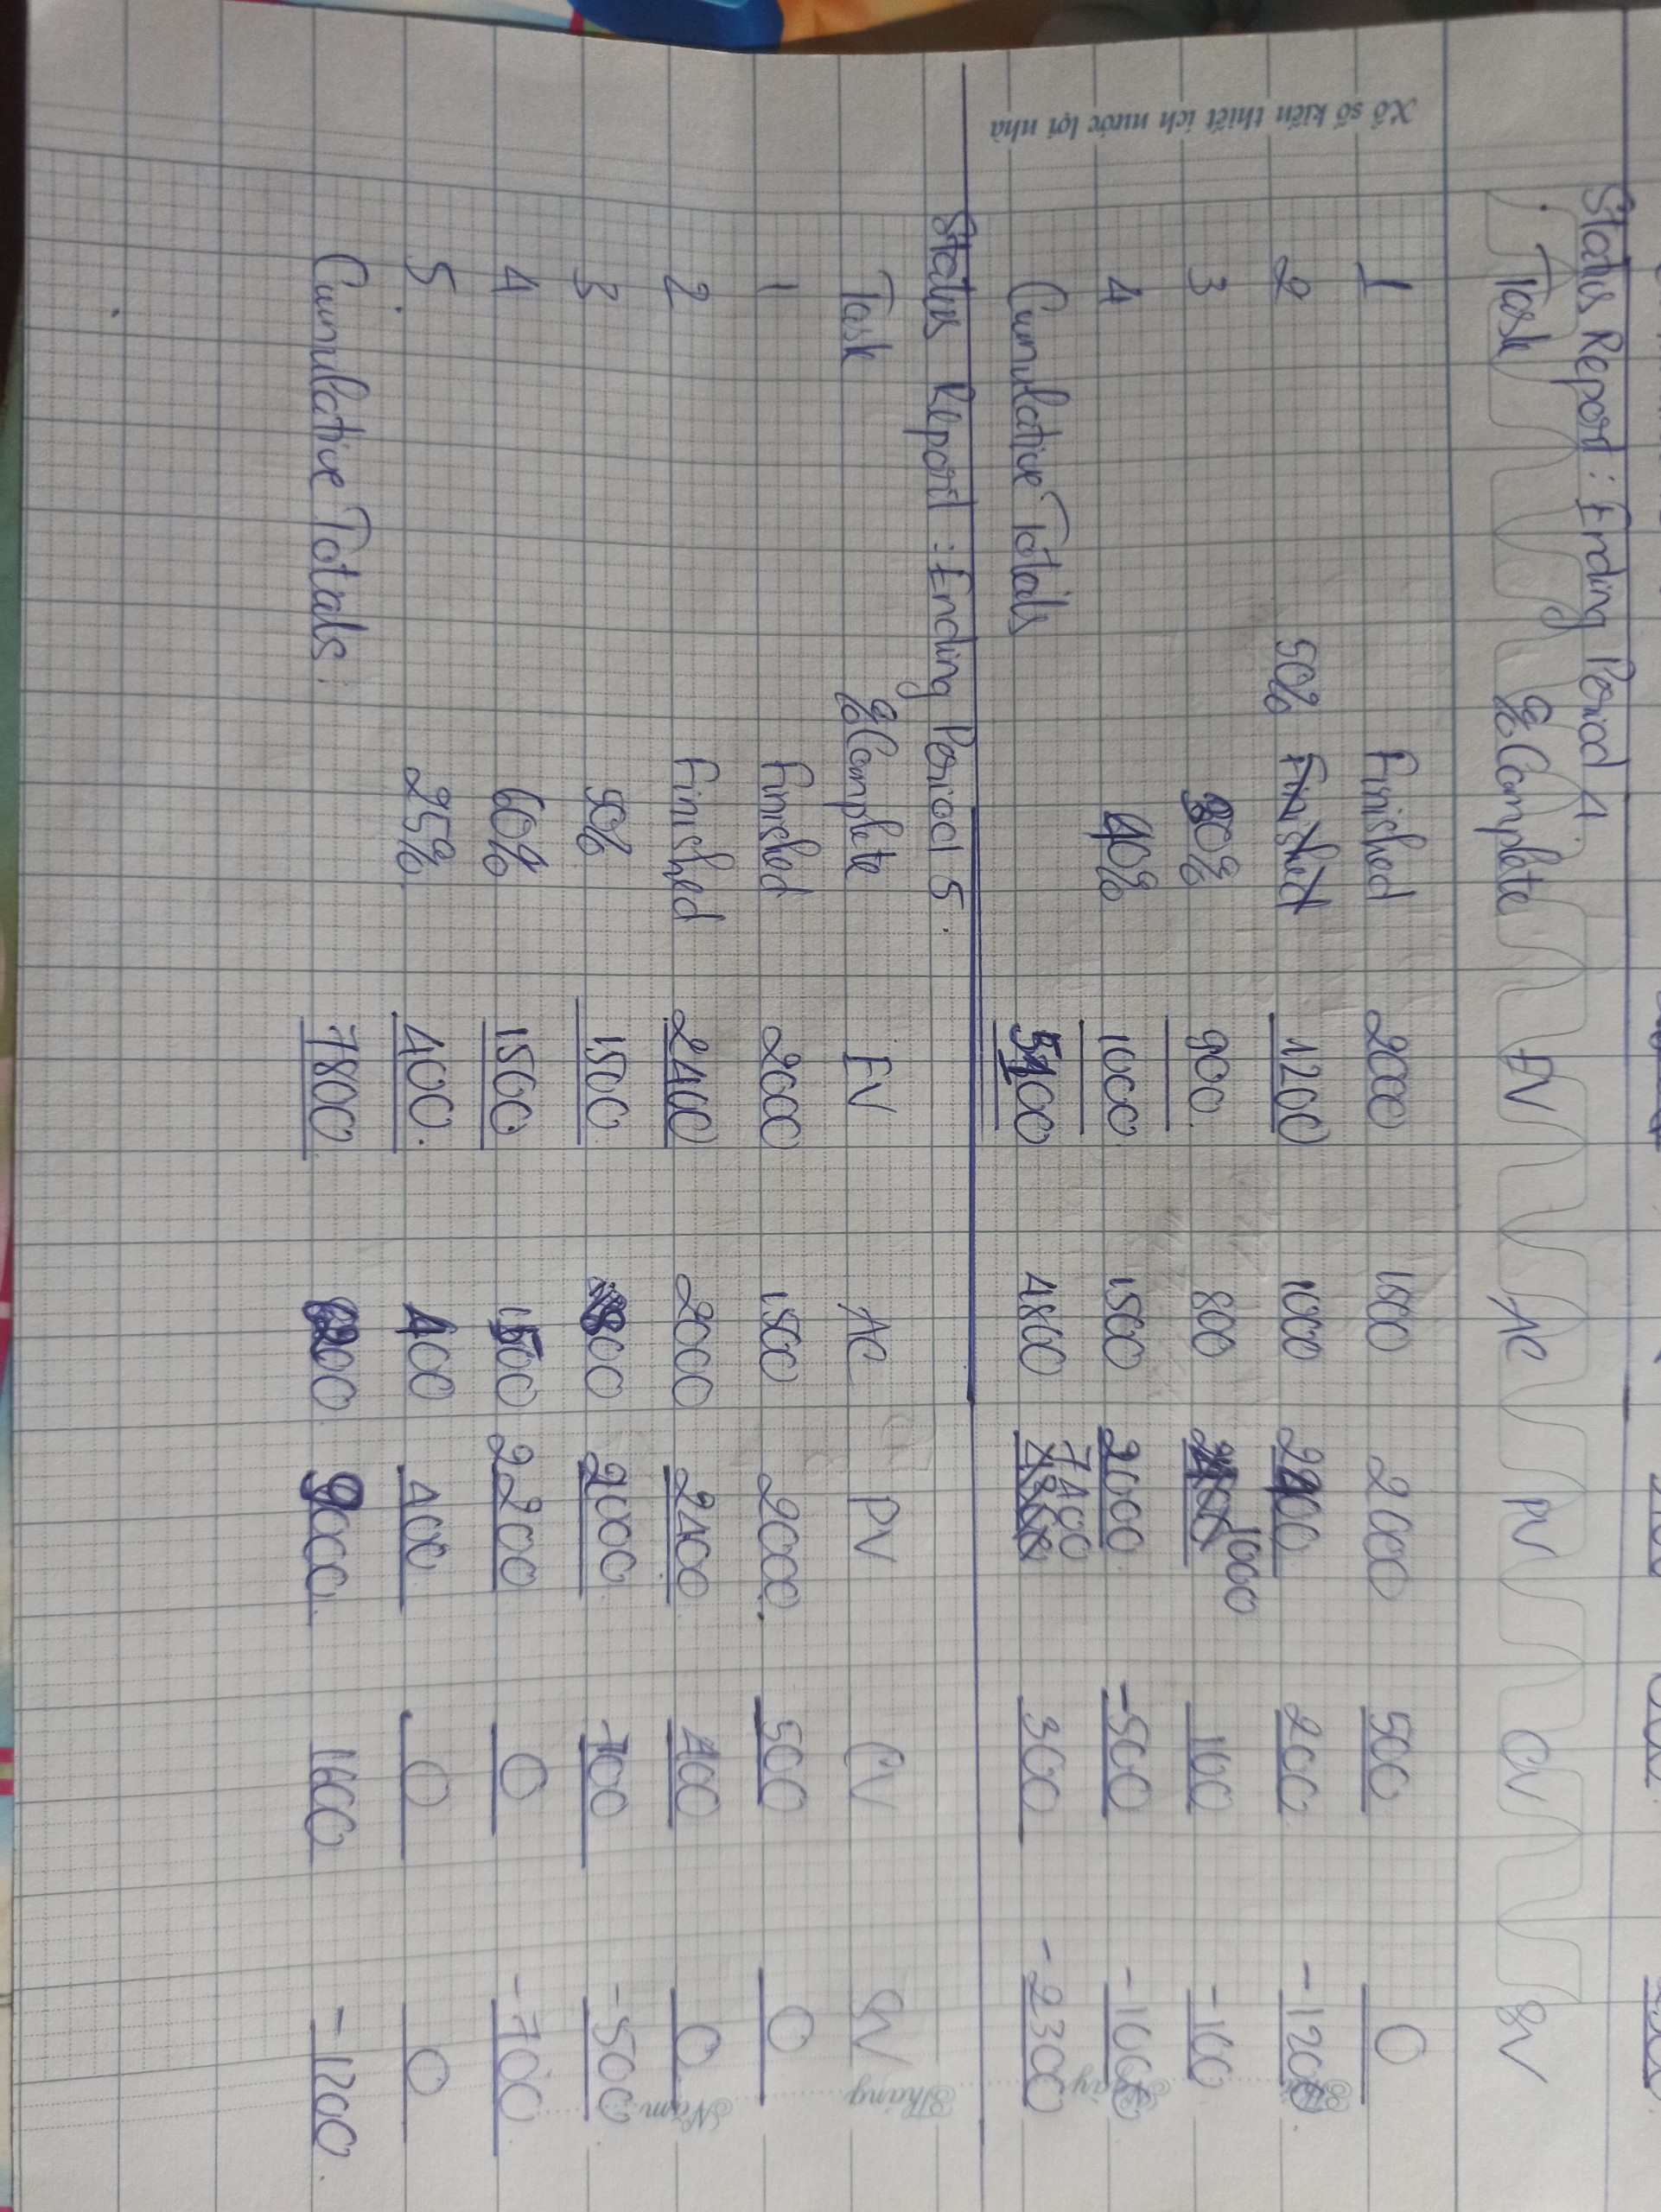 Status Report: Ending Period 4.
Task %Complete EV AC PV CV SV
1 Finished 2000 1500 2000 500 0
2 50% Finished 1200 1000 2400 200 -1200.
3 30% 900. 800 1000 100 -100
4 40% 1000 1500 2000 -500 -1000
Cumulative Totals 5100 4800 7400 300 -2300
Status Report : Ending Period 5.
Task %Complete EV AC PV CV SV
1 Finished 2000 1500 2000. 500 0
2 Finished 2400 2000 2400 400 0
3 50% 1500 800 2000 700 -500
4 60% 1500 1500 2200 0 -700
5. 25% 400. 400 400 0 0
Cumulative Totals: 7800 6200 9000. 1600 -1200.
Xổ số kiến thiết ích nước lợi nhà
Tháng
Năm